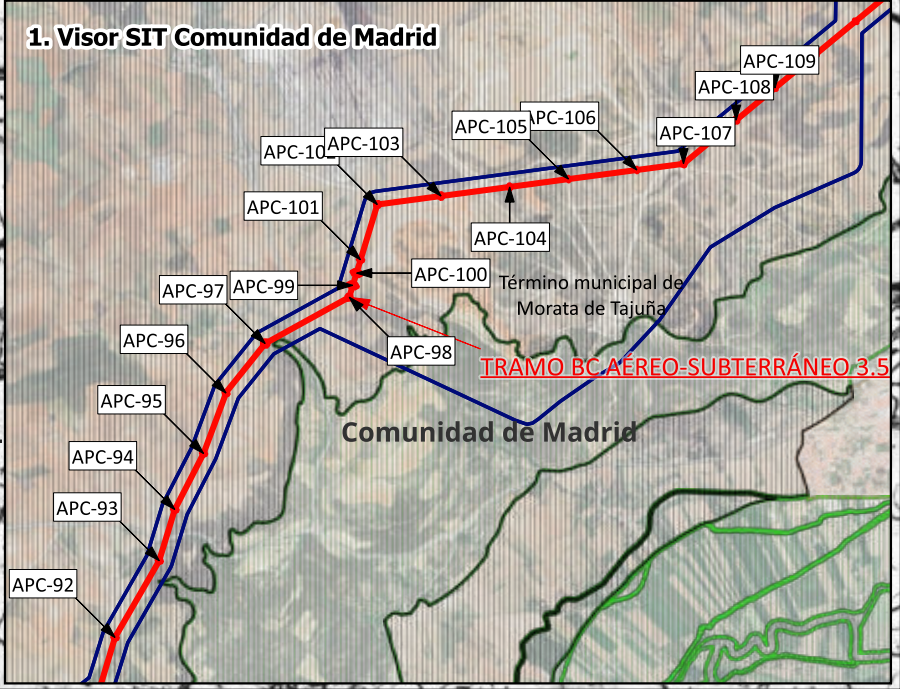 1. Visor SIT Comunidad de Madrid
APC-109
APC-108
APC-106
APC-105
APC-107
APC-103
APC-102
APC-101
APC-104
APC-100
APC-99
APC-97
Término municipal de
Morata de Tajuña
APC-96
APC-98
TRAMO BC AÉREO-SUBTERRÁNEO 3.5
APC-95
Comunidad de Madrid
APC-94
APC-93
APC-92